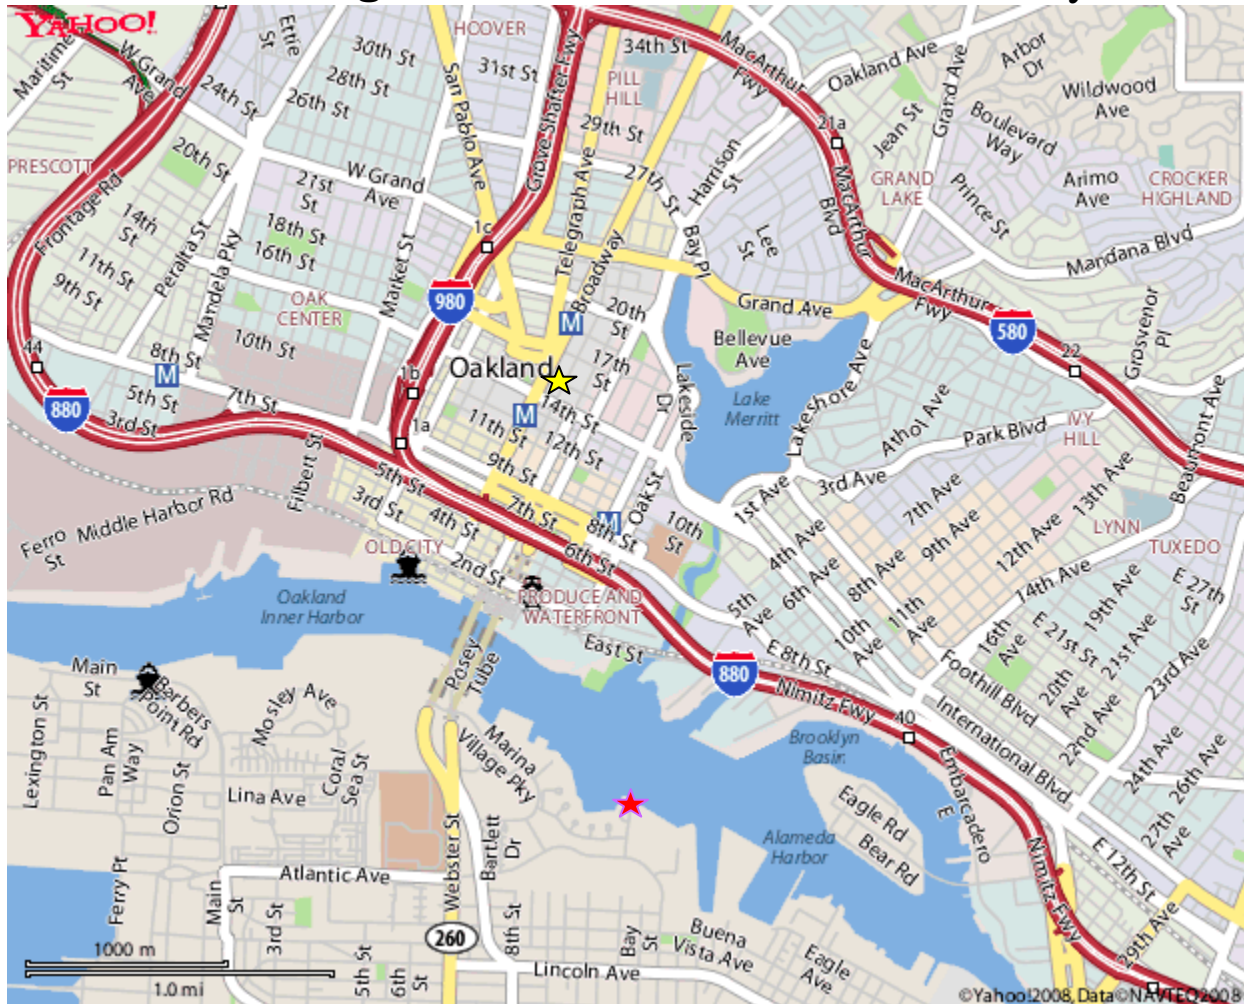 YAHOO!
Maritime
St
W Grand
Ave
Ettie
St
HOOVER
34th St
MacArthur
Fwy
Oakland Ave
Arbor
Dr
Wildwood
Ave
30th St
28th St
26th St
24th St
31st St
PILL
HILL
29th St
San Pablo Ave
Grove Shafter Fwy
21a
Jean St
Grand Ave
Boulevard
Way
20th St
PRESCOTT
Frontage Rd
W Grand
Ave
21st
St
27th St
Harrison
St
MacArthur
Blvd
GRAND
LAKE
Prince St
Arimo
Ave
CROCKER
HIGHLAND
14th
St
11th St
9th St
Peralta St
Mandela Pky
18th St
16th St
Market St
1c
Telegraph Ave
Broadway
Bay Pl
Lee
St
Mandana Blvd
MacArthur
Fwy
OAK
CENTER
980
20th
St
Grand Ave
580
Grosvenor
Pl
10th St
M
Bellevue
Ave
22
44
8th St
M
5th St
7th St
3rd St
880
1b
Oakland
17th
St
Lakeside
Dr
Lake
Merritt
Lakeshore Ave
Athol Ave
Park Blvd
IVY
HILL
Beaumont Ave
1a
M
14th St
11th St
12th St
9th St
Filbert St
5th St
3rd St
4th St
7th St
8th St
M
Oak St
10th
St
1st Ave
3rd Ave
7th Ave
9th Ave
12th Ave
13th Ave
LYNN
TUXEDO
Ferro
St
Middle Harbor Rd
OLD CITY
2nd St
6th St
4th Ave
6th Ave
8th Ave
14th Ave
E 27th
St
Oakland
Inner Harbor
PRODUCE AND
WATERFRONT
East St
5th
Ave
10th
Ave
11th
Ave
16th
Ave
E 21st St
19th Ave
21st Ave
23rd Ave
Main
St
Barbers
Point Rd
Mosley Ave
Posey
Tube
880
E 8th St
Nimitz Fwy
40
Foothill Blvd
20th
Ave
22nd Ave
International Blvd
Lexington St
Pan Am
Way
Orion St
Lina Ave
Coral
Sea St
Marina
Village Pky
Brooklyn
Basin
Embarcadero
E
24th Ave
26th Ave
27th
Ave
Eagle Rd
Bear Rd
Alameda
Harbor
Nimitz Fwy
E 12th St
Ferry Pt
Main
St
Atlantic Ave
Webster St
Bartlett
Dr
3rd St
5th St
6th
St
260
8th St
Bay
St
Buena
Vista Ave
Eagle
Ave
29th Ave
Lincoln Ave
1000 m
1.0 mi
©Yahoo!2008, Data©NAVTEQ2008